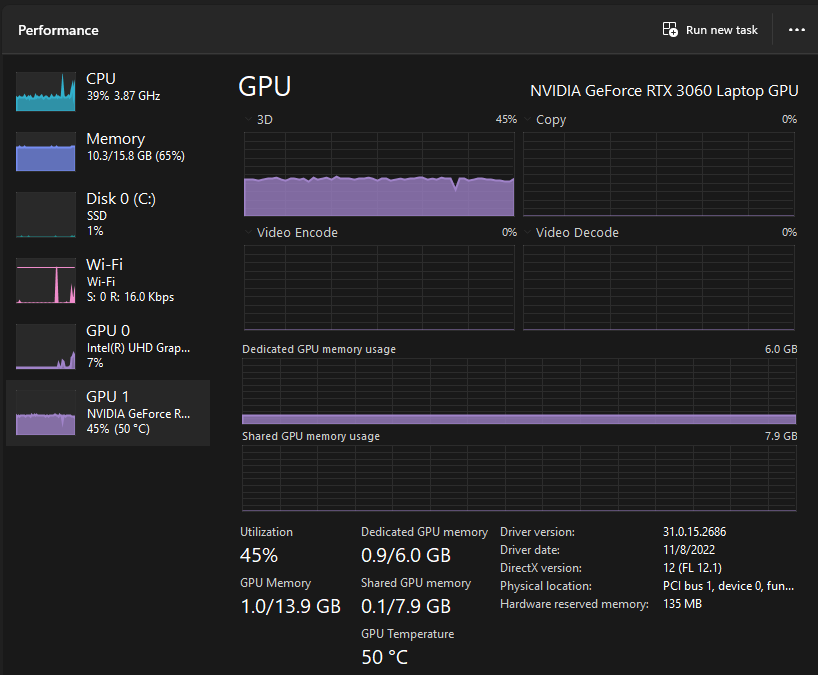 Performance
Run new task
CPU
39% 3.87 GHz
Memory
10.3/15.8 GB (65%)
Disk 0 (C:)
SSD
1%
Wi-Fi
Wi-Fi
S: 0 R: 16.0 Kbps
GPU 0
Intel(R) UHD Grap...
7%
GPU 1
NVIDIA GeForce R...
45% (50 °C)
GPU
NVIDIA GeForce RTX 3060 Laptop GPU
3D 45%
Copy 0%
Video Encode 0%
Video Decode 0%
Dedicated GPU memory usage 6.0 GB
Shared GPU memory usage 7.9 GB
Utilization
45%
Dedicated GPU memory
0.9/6.0 GB
GPU Memory
1.0/13.9 GB
Shared GPU memory
0.1/7.9 GB
GPU Temperature
50 °C
Driver version: 31.0.15.2686
Driver date: 11/8/2022
DirectX version: 12 (FL 12.1)
Physical location: PCI bus 1, device 0, fun...
Hardware reserved memory: 135 MB